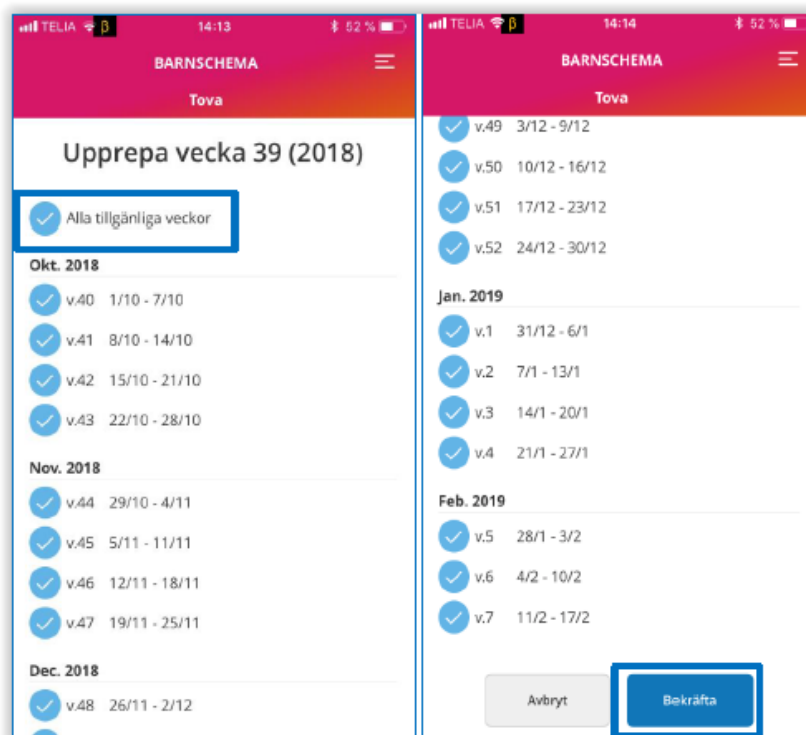 TELIA β 14:13 52 %
BARNSCHEMA
Tova
Upprepa vecka 39 (2018)
Alla tillgänliga veckor
Okt. 2018
v.40 1/10 - 7/10
v.41 8/10 - 14/10
v.42 15/10 - 21/10
v.43 22/10 - 28/10
Nov. 2018
v.44 29/10 - 4/11
v.45 5/11 - 11/11
v.46 12/11 - 18/11
v.47 19/11 - 25/11
Dec. 2018
v.48 26/11 - 2/12
TELIA β 14:14 52 %
BARNSCHEMA
Tova
v.49 3/12 - 9/12
v.50 10/12 - 16/12
v.51 17/12 - 23/12
v.52 24/12 - 30/12
Jan. 2019
v.1 31/12 - 6/1
v.2 7/1 - 13/1
v.3 14/1 - 20/1
v.4 21/1 - 27/1
Feb. 2019
v.5 28/1 - 3/2
v.6 4/2 - 10/2
v.7 11/2 - 17/2
Avbryt Bekräfta